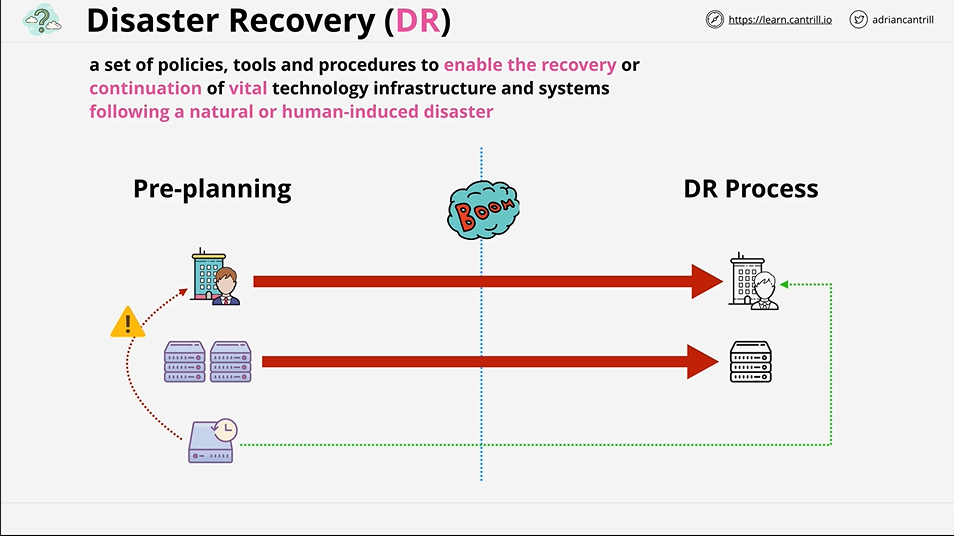 Disaster Recovery (DR)
https://learn.cantrill.io
adriancantrill
a set of policies, tools and procedures to enable the recovery or
continuation of vital technology infrastructure and systems
following a natural or human-induced disaster
Pre-planning
BOOM
DR Process